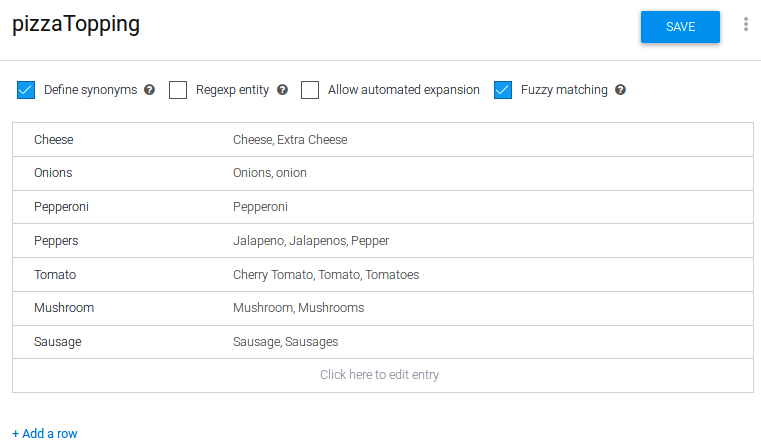 pizzaTopping
SAVE
Define synonyms ? Regexp entity ? Allow automated expansion Fuzzy matching ?
Cheese Cheese, Extra Cheese
Onions Onions, onion
Pepperoni Pepperoni
Peppers Jalapeno, Jalapenos, Pepper
Tomato Cherry Tomato, Tomato, Tomatoes
Mushroom Mushroom, Mushrooms
Sausage Sausage, Sausages
Click here to edit entry
+ Add a row